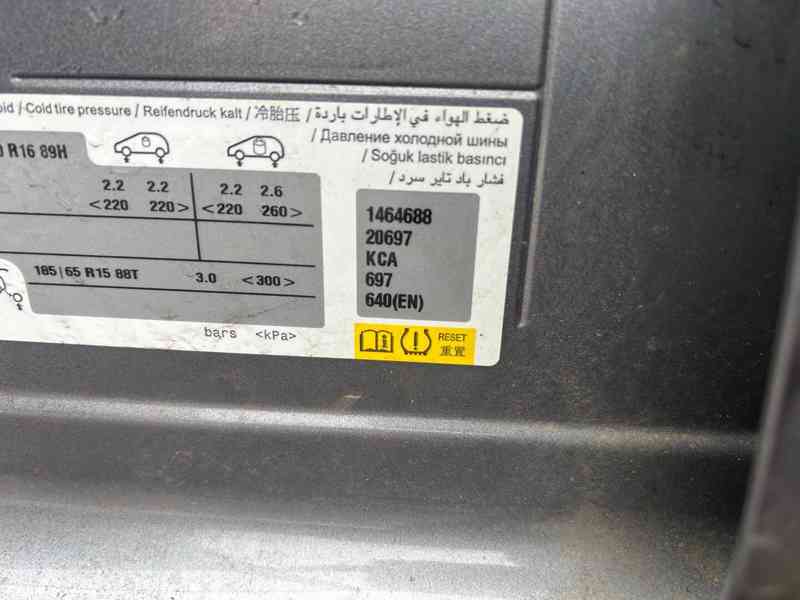 / Cold tire pressure / Reifendruck kalt / 冷胎压 / ضغط الهواء في الإطارات باردة
/ Давление холодной шины
/ Soğuk lastik basıncı
/ فشار باد تایر سرد
R16 89H
2.2 2.2 2.2 2.6
<220 220> <220 260>
185|65 R15 88T 3.0 <300>
bars <kPa>
1464688
20697
KCA
697
640(EN)
RESET
重置